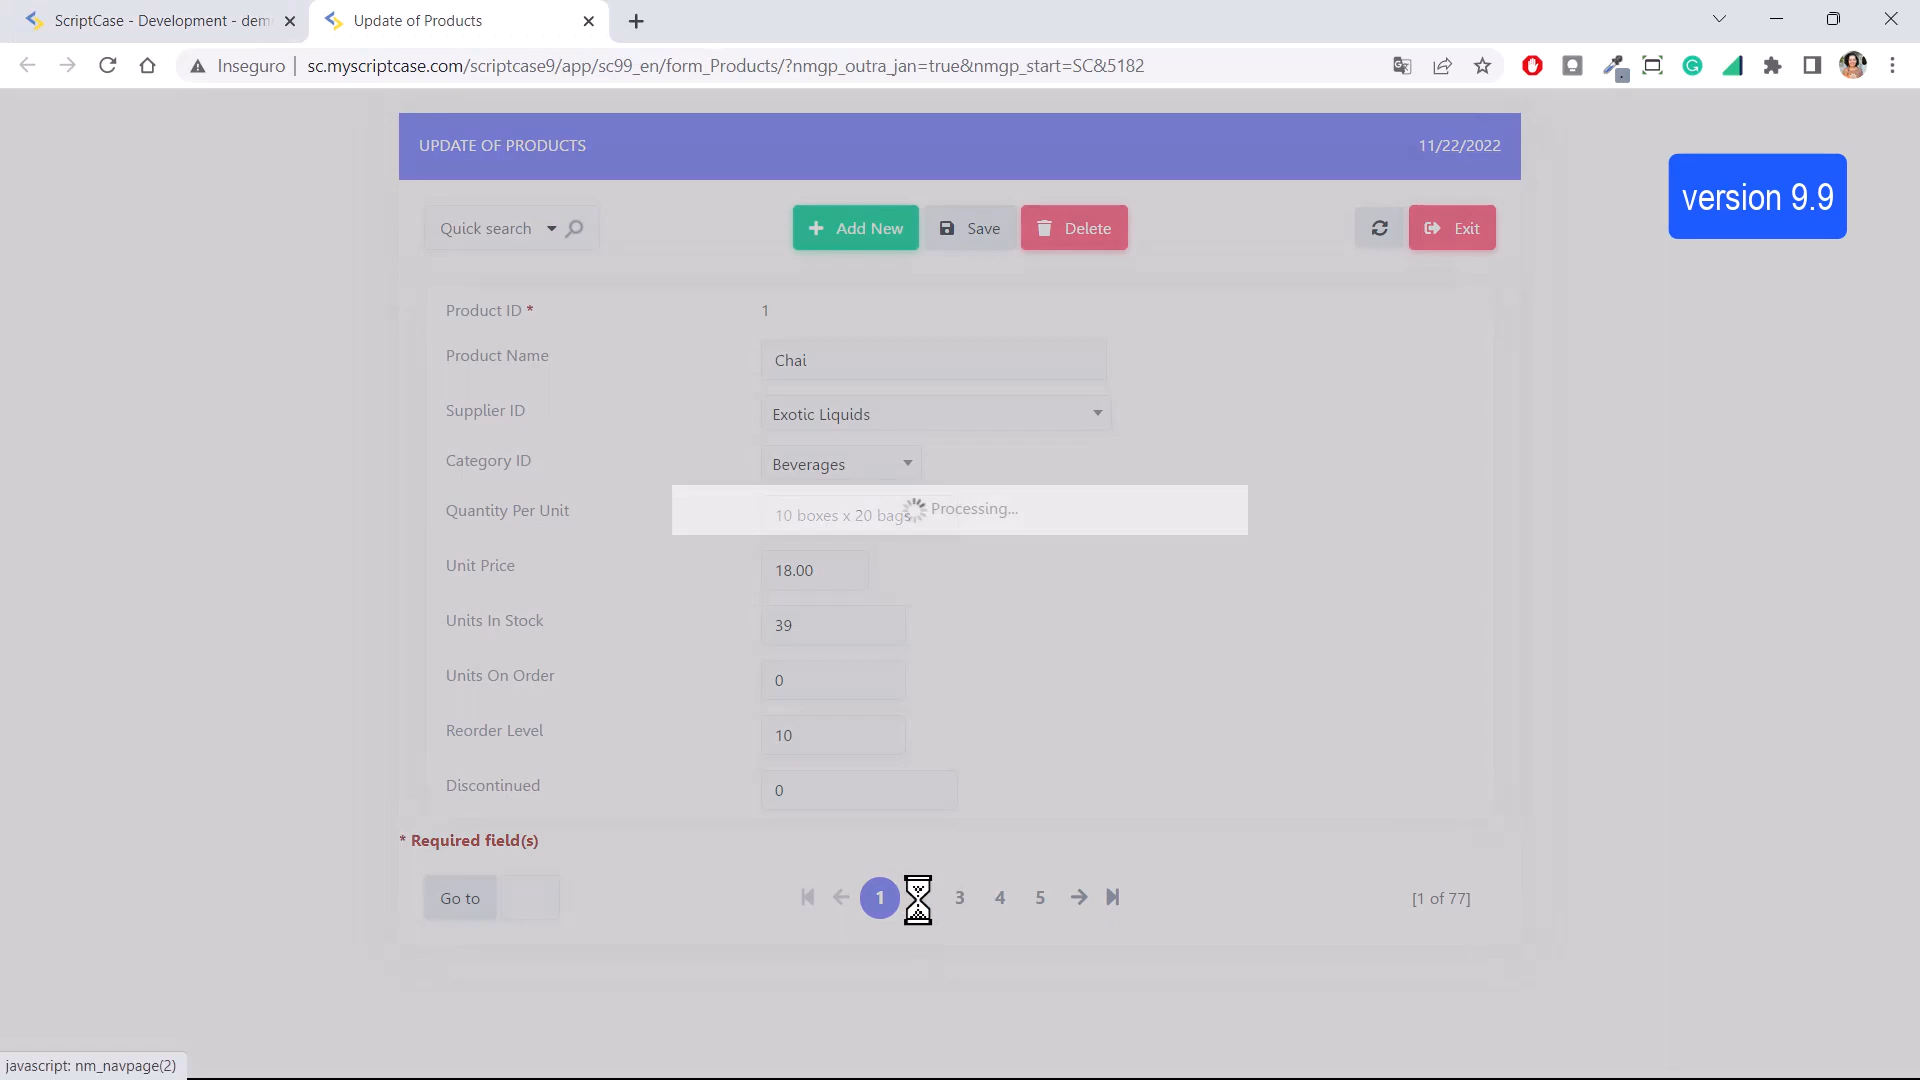 ScriptCase - Development - dem
Update of Products
Inseguro
sc.myscriptcase.com/scriptcase9/app/sc99_en/form_Products/?nmgp_outra_jan=true&nmgp_start=SC&5182
UPDATE OF PRODUCTS
11/22/2022
version 9.9
Quick search
Add New
Save
Delete
Exit
Product ID *
1
Product Name
Chai
Supplier ID
Exotic Liquids
Category ID
Beverages
Quantity Per Unit
10 boxes x 20 bags
Processing...
Unit Price
18.00
Units In Stock
39
Units On Order
0
Reorder Level
10
Discontinued
0
* Required field(s)
Go to
1 3 4 5
[1 of 77]
javascript: nm_navpage(2)